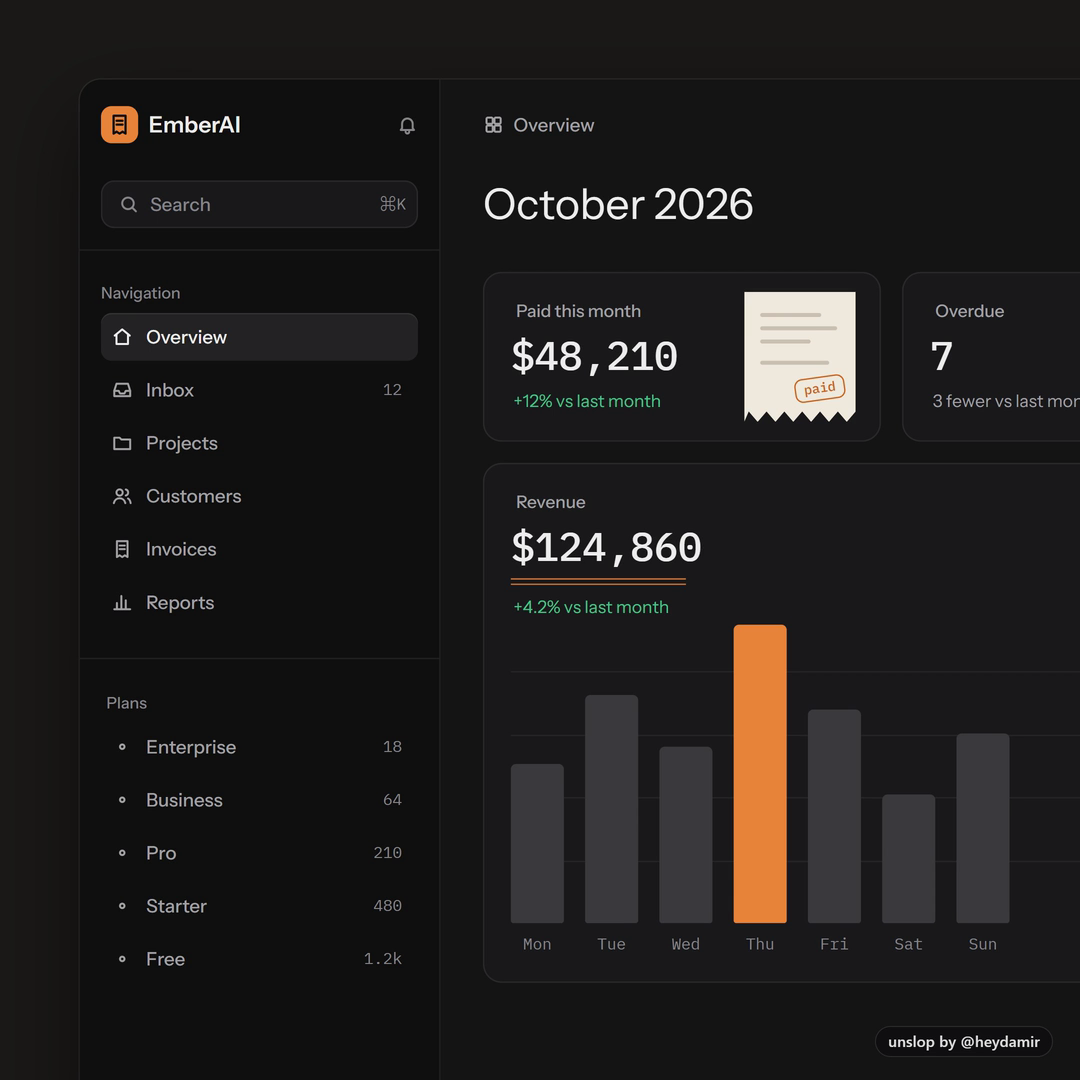 EmberAI
Search ⌘K
Navigation
Overview
Inbox 12
Projects
Customers
Invoices
Reports
Plans
Enterprise 18
Business 64
Pro 210
Starter 480
Free 1.2k
Overview
October 2026
Paid this month
$48,210
+12% vs last month
paid
Overdue
7
3 fewer vs last mon
Revenue
$124,860
+4.2% vs last month
Mon Tue Wed Thu Fri Sat Sun
unslop by @heydamir